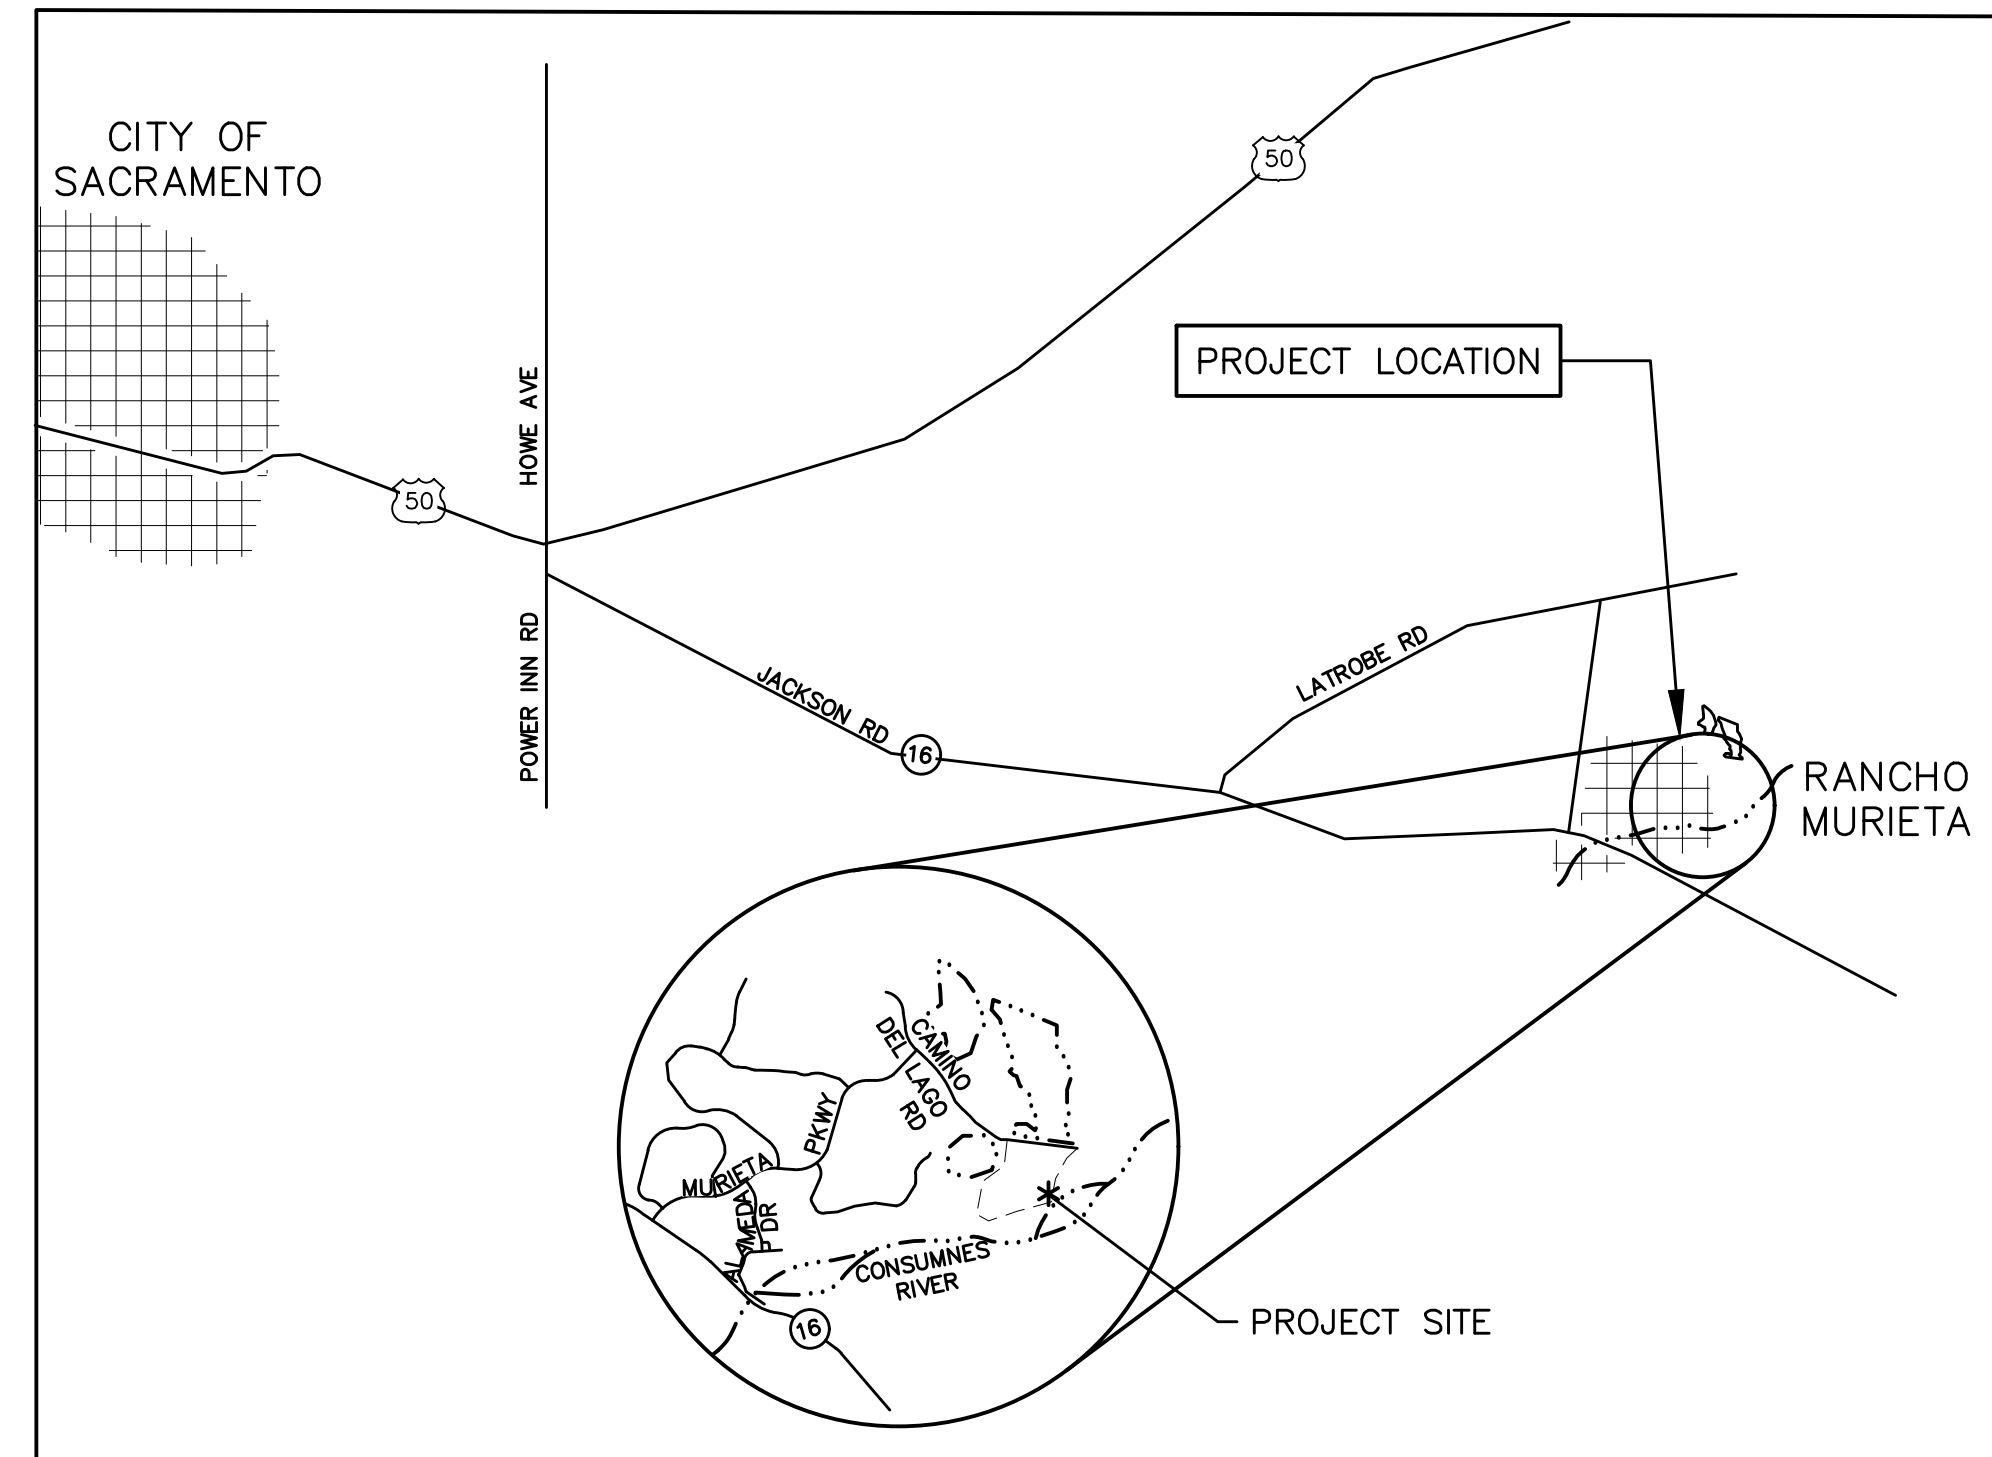 CITY OF
SACRAMENTO
50
HOWE AVE
50
PROJECT LOCATION
POWER INN RD
JACKSON RD
16
LATROBE RD
RANCHO
MURIETA
CAMINO
DEL LAGO
RD
PKWY
MURIETA
ALAMEDA
DR
CONSUMNES
RIVER
16
PROJECT SITE